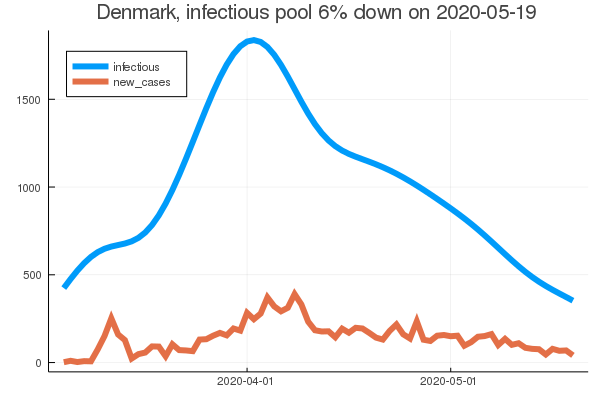 Denmark, infectious pool 6% down on 2020-05-19
infectious
new_cases
1500
1000
500
0
2020-04-01
2020-05-01